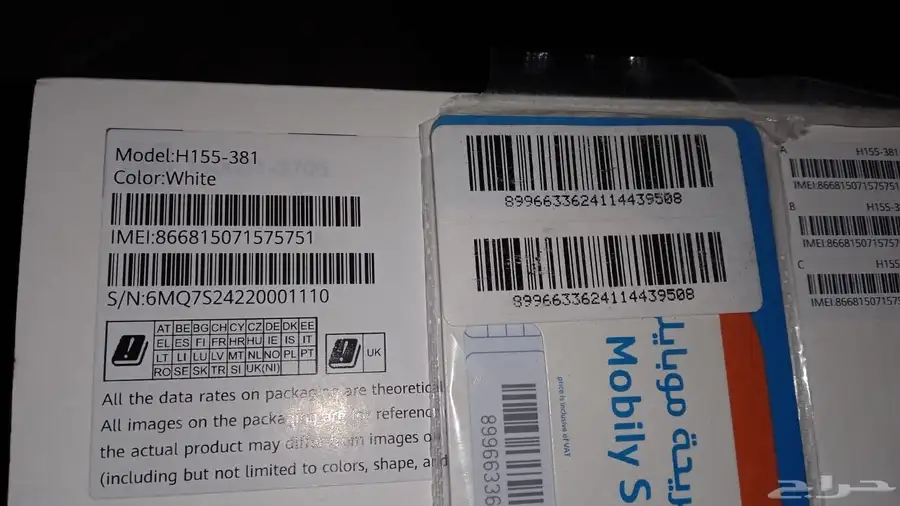 Model:H155-381
Color:White
IMEI:866815071575751
S/N:6MQ7S24220001110
AT BE BG CH CY CZ DE DK EE
EL ES FI FR HR HU IE IS IT
LT LI LU LV MT NL NO PL PT
RO SE SK TR SI UK(NI)
UK
All the data rates on packaging are theoretical
All images on the packaging are for reference
the actual product may differ from images o
(including but not limited to colors, shape, and
8996633624114439508
8996633624114439508
price is inclusive of VAT
89966336
موبايلي
Mobily S
A H155-381
IMEI:866815071575751
B H155-3
IMEI:86681507157575
C H155-
IMEI:8668150715757
حراج